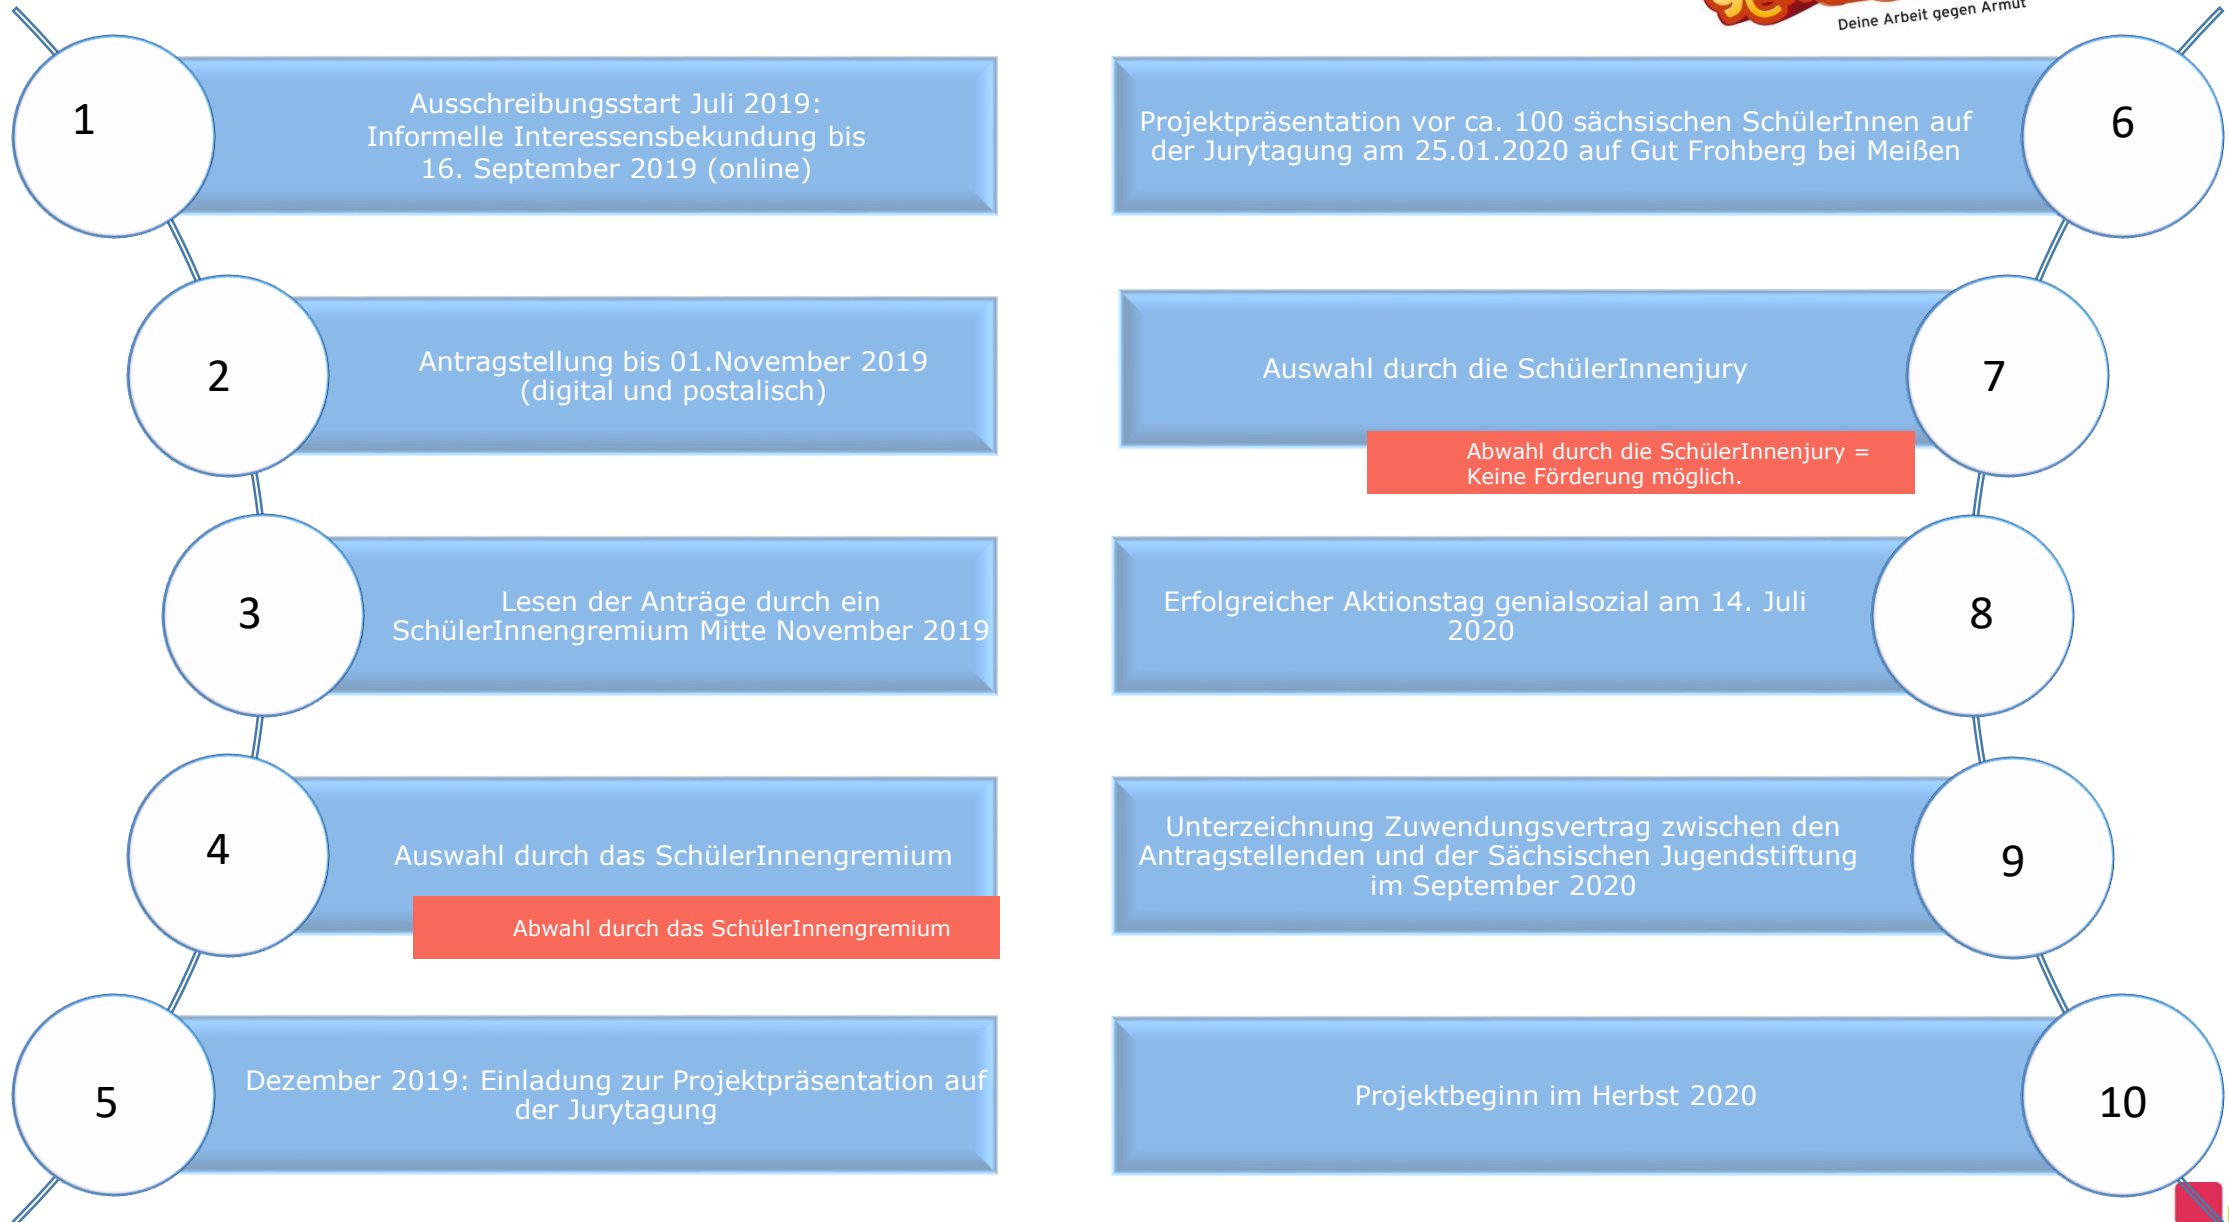 Deine Arbeit gegen Armut
1
Ausschreibungsstart Juli 2019:
Informelle Interessensbekundung bis
16. September 2019 (online)
2
Antragstellung bis 01.November 2019
(digital und postalisch)
3
Lesen der Anträge durch ein
SchülerInnengremium Mitte November 2019
4
Auswahl durch das SchülerInnengremium
Abwahl durch das SchülerInnengremium
5
Dezember 2019: Einladung zur Projektpräsentation auf
der Jurytagung
6
Projektpräsentation vor ca. 100 sächsischen SchülerInnen auf
der Jurytagung am 25.01.2020 auf Gut Frohberg bei Meißen
7
Auswahl durch die SchülerInnenjury
Abwahl durch die SchülerInnenjury =
Keine Förderung möglich.
8
Erfolgreicher Aktionstag genialsozial am 14. Juli
2020
9
Unterzeichnung Zuwendungsvertrag zwischen den
Antragstellenden und der Sächsischen Jugendstiftung
im September 2020
10
Projektbeginn im Herbst 2020